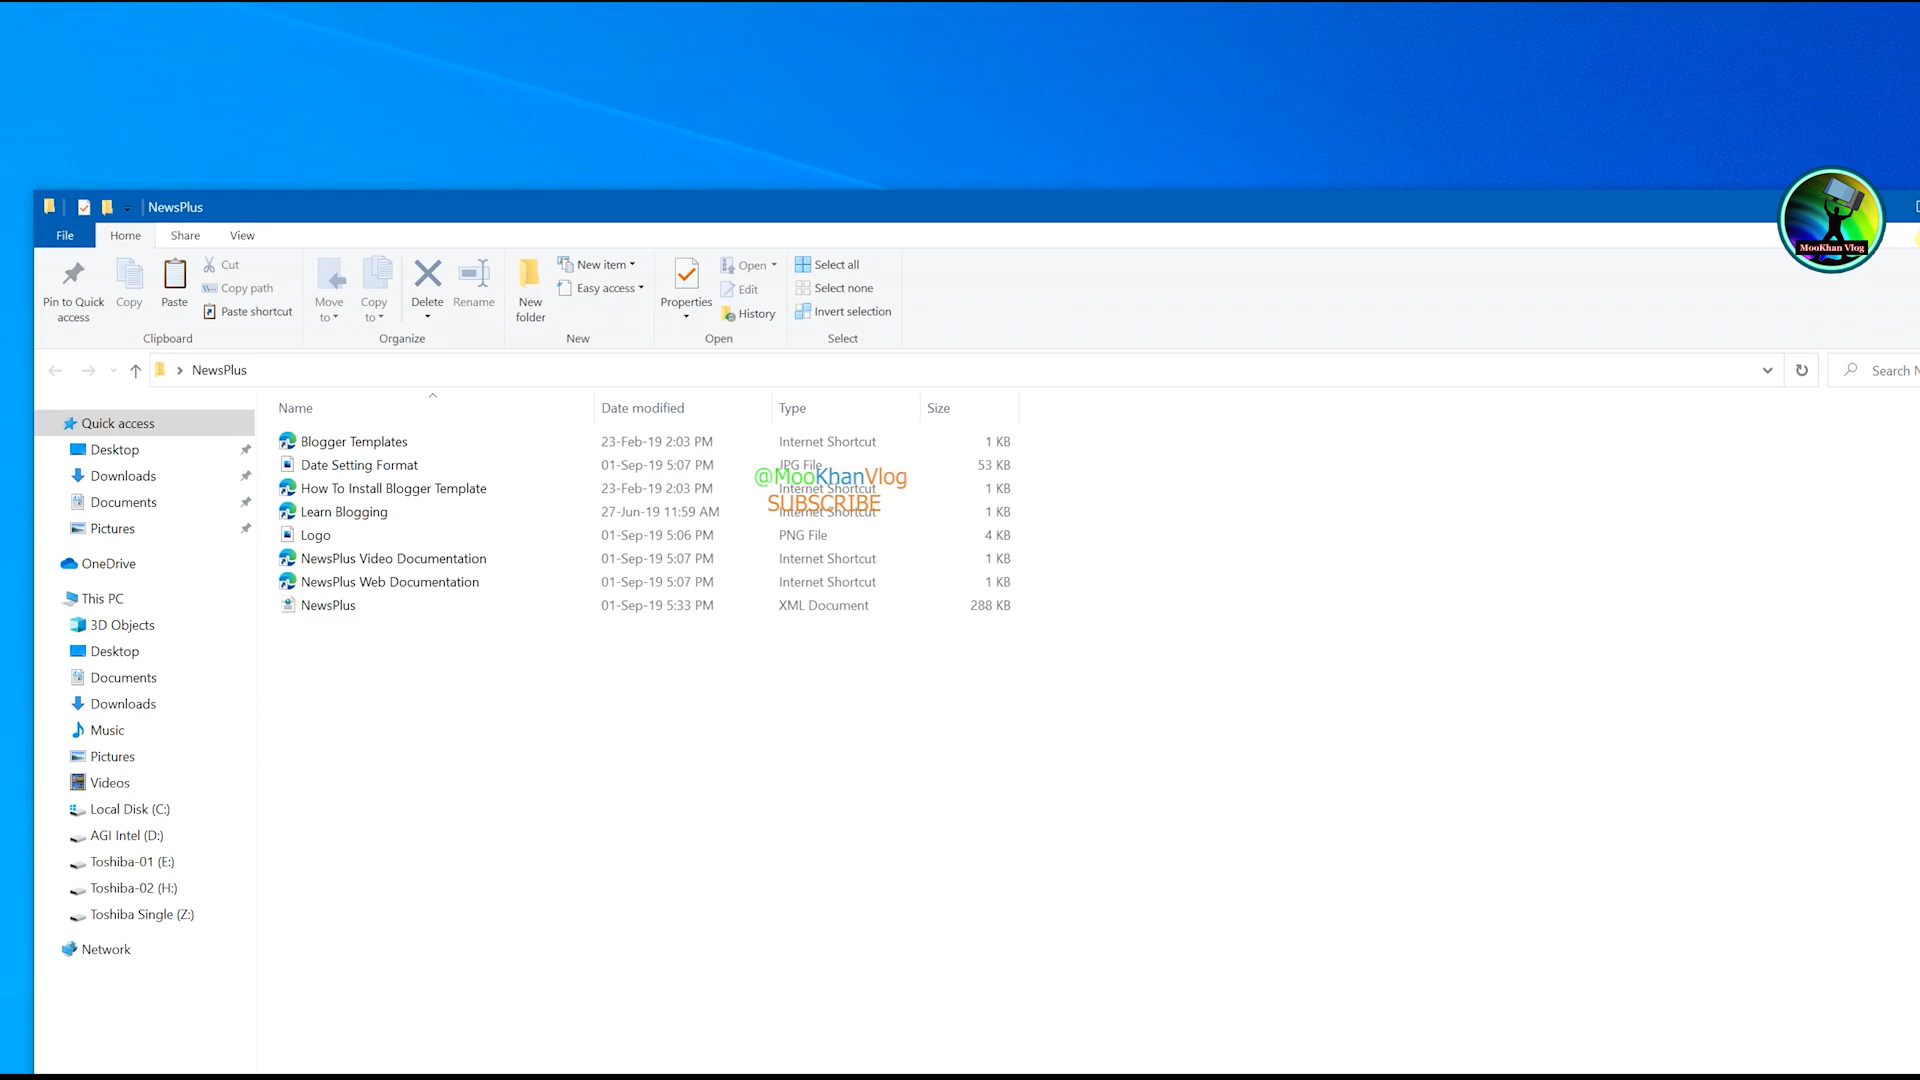 NewsPlus
File Home Share View
Pin to Quick access
Copy
Paste
Cut
Copy path
Paste shortcut
Clipboard
Move to
Copy to
Delete
Rename
Organize
New folder
New item
Easy access
New
Properties
Open
Edit
History
Open
Select all
Select none
Invert selection
Select
MooKhan Vlog
NewsPlus
Search
Name Date modified Type Size
Blogger Templates 23-Feb-19 2:03 PM Internet Shortcut 1 KB
Date Setting Format 01-Sep-19 5:07 PM JPG File 53 KB
@MooKhanVlog
How To Install Blogger Template 23-Feb-19 2:03 PM Internet Shortcut 1 KB
SUBSCRIBE
Learn Blogging 27-Jun-19 11:59 AM Internet Shortcut 1 KB
Logo 01-Sep-19 5:06 PM PNG File 4 KB
NewsPlus Video Documentation 01-Sep-19 5:07 PM Internet Shortcut 1 KB
NewsPlus Web Documentation 01-Sep-19 5:07 PM Internet Shortcut 1 KB
NewsPlus 01-Sep-19 5:33 PM XML Document 288 KB
Quick access
Desktop
Downloads
Documents
Pictures
OneDrive
This PC
3D Objects
Desktop
Documents
Downloads
Music
Pictures
Videos
Local Disk (C:)
AGI Intel (D:)
Toshiba-01 (E:)
Toshiba-02 (H:)
Toshiba Single (Z:)
Network